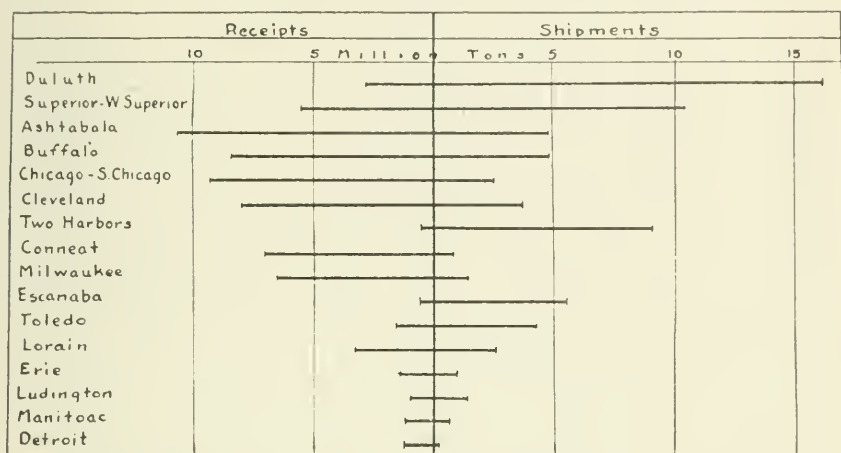 Receipts Shipments
10 5 Million Tons 5 10 15
Duluth
Superior-W Superior
Ashtabala
Buffalo
Chicago-S.Chicago
Cleveland
Two Harbors
Conneat
Milwaukee
Escanaba
Toledo
Lorain
Erie
Ludington
Manitoac
Detroit